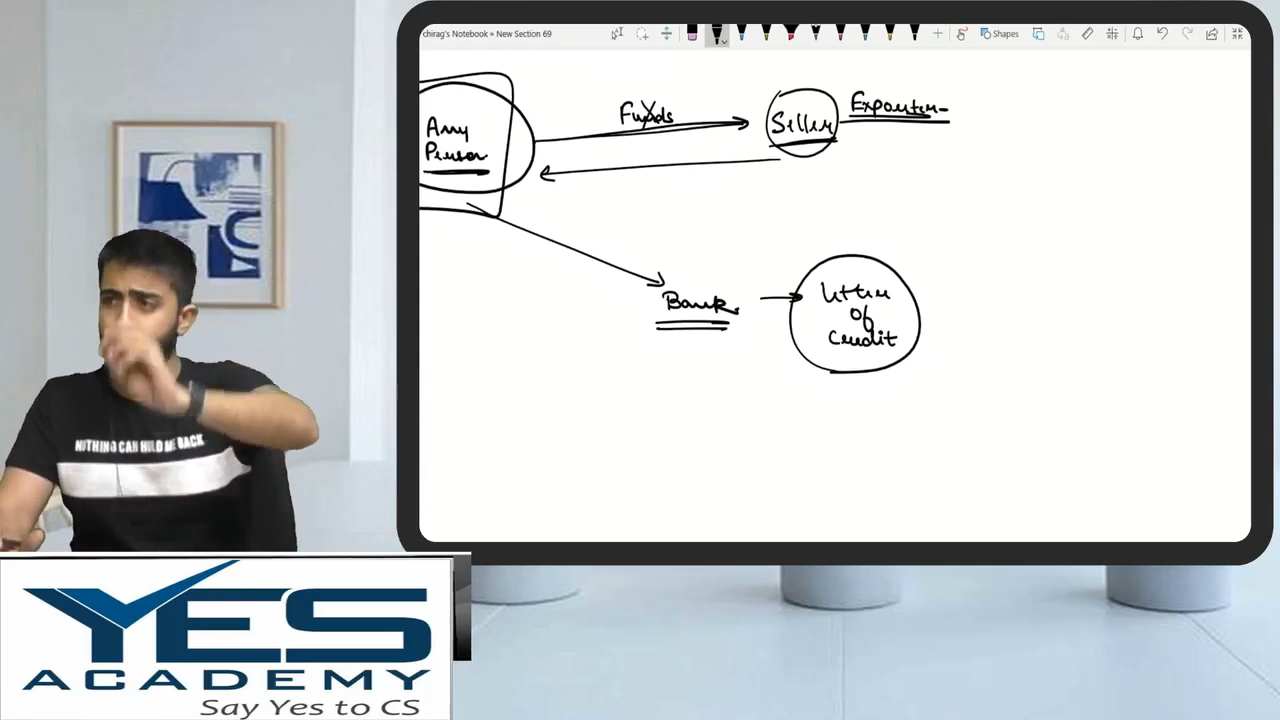 chirag's Notebook » New Section 69
Shapes
Funds
Seller
Exporter
Any
Person
Bank
letter
of
credit
NOTHING CAN HOLD ME BACK
YES
ACADEMY
Say Yes to CS